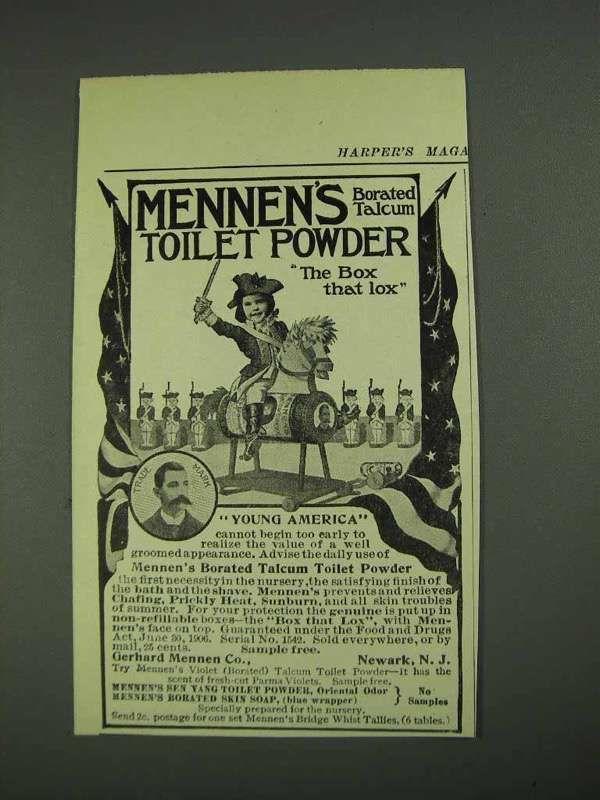 HARPER'S MAGA
MENNEN'S Borated Talcum
TOILET POWDER
"The Box
that lox"
TRADE MARK
"YOUNG AMERICA"
cannot begin too early to
realize the value of a well
groomed appearance. Advise the daily use of
Mennen's Borated Talcum Toilet Powder
the first necessity in the nursery, the satisfying finish of
the bath and the shave. Mennen's prevents and relieves
Chafing, Prickly Heat, Sunburn, and all skin troubles
of summer. For your protection the genuine is put up in
non-refillable boxes—the "Box that Lox", with Men-
nen's face on top. Guaranteed under the Food and Drugs
Act, June 30, 1906. Serial No. 1542. Sold everywhere, or by
mail, 25 cents. Sample free.
Gerhard Mennen Co., Newark, N. J.
Try Mennen's Violet (Borated) Talcum Toilet Powder—it has the
scent of fresh-cut Parma Violets. Sample free.
MENNEN'S SEN YANG TOILET POWDER, Oriental Odor } No
MENNEN'S BORATED SKIN SOAP, (blue wrapper) } Samples
Specially prepared for the nursery.
Send 2c. postage for one set Mennen's Bridge Whist Tallies, (6 tables.)